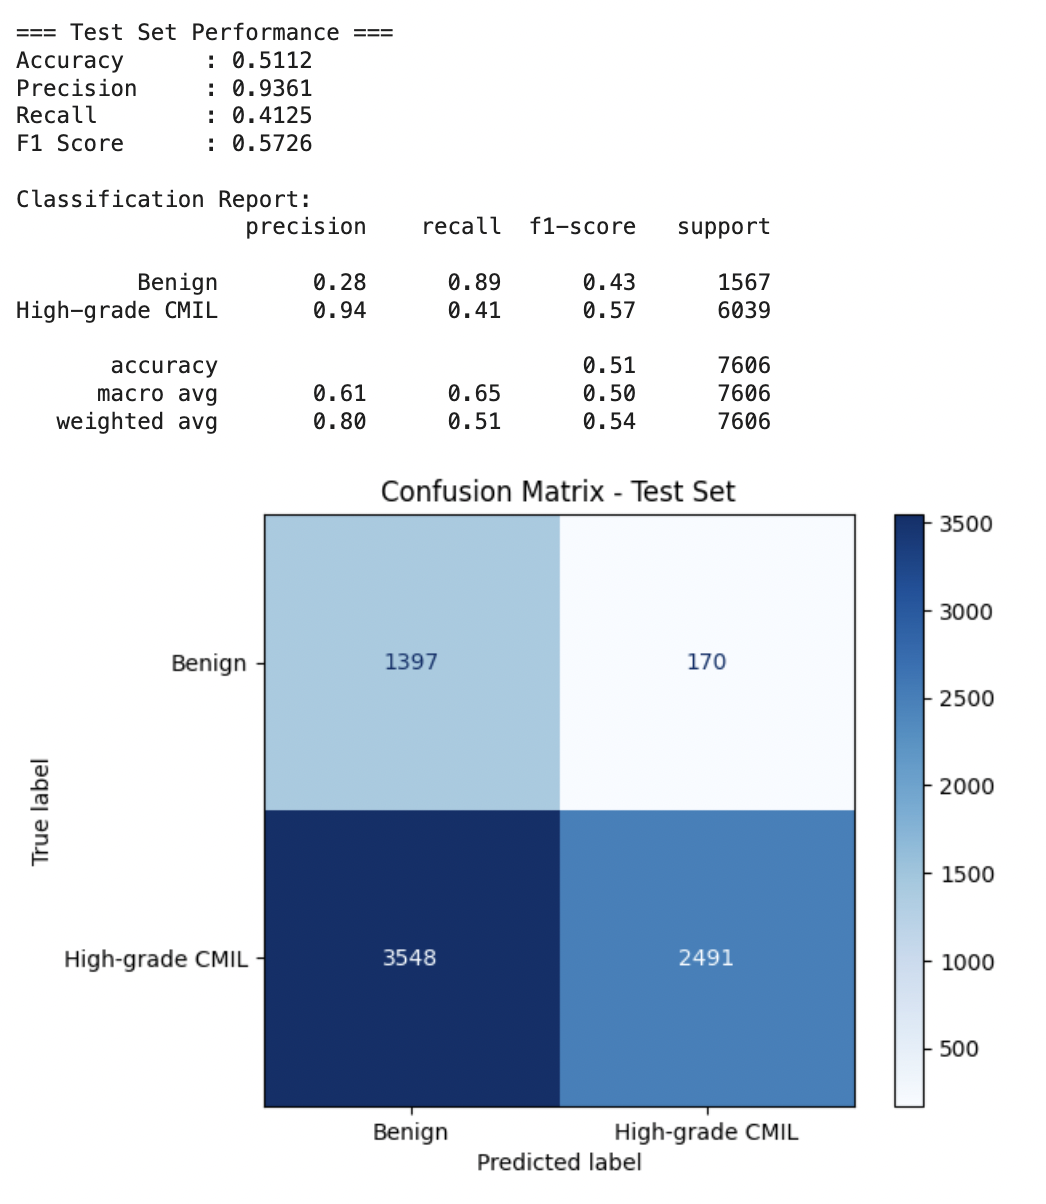 === Test Set Performance ===
Accuracy : 0.5112
Precision : 0.9361
Recall : 0.4125
F1 Score : 0.5726
Classification Report:
precision recall f1-score support
Benign 0.28 0.89 0.43 1567
High-grade CMIL 0.94 0.41 0.57 6039
accuracy 0.51 7606
macro avg 0.61 0.65 0.50 7606
weighted avg 0.80 0.51 0.54 7606
Confusion Matrix - Test Set
3500
3000
2500
2000
1500
1000
500
True label
Benign
1397 170
High-grade CMIL
3548 2491
Benign High-grade CMIL
Predicted label